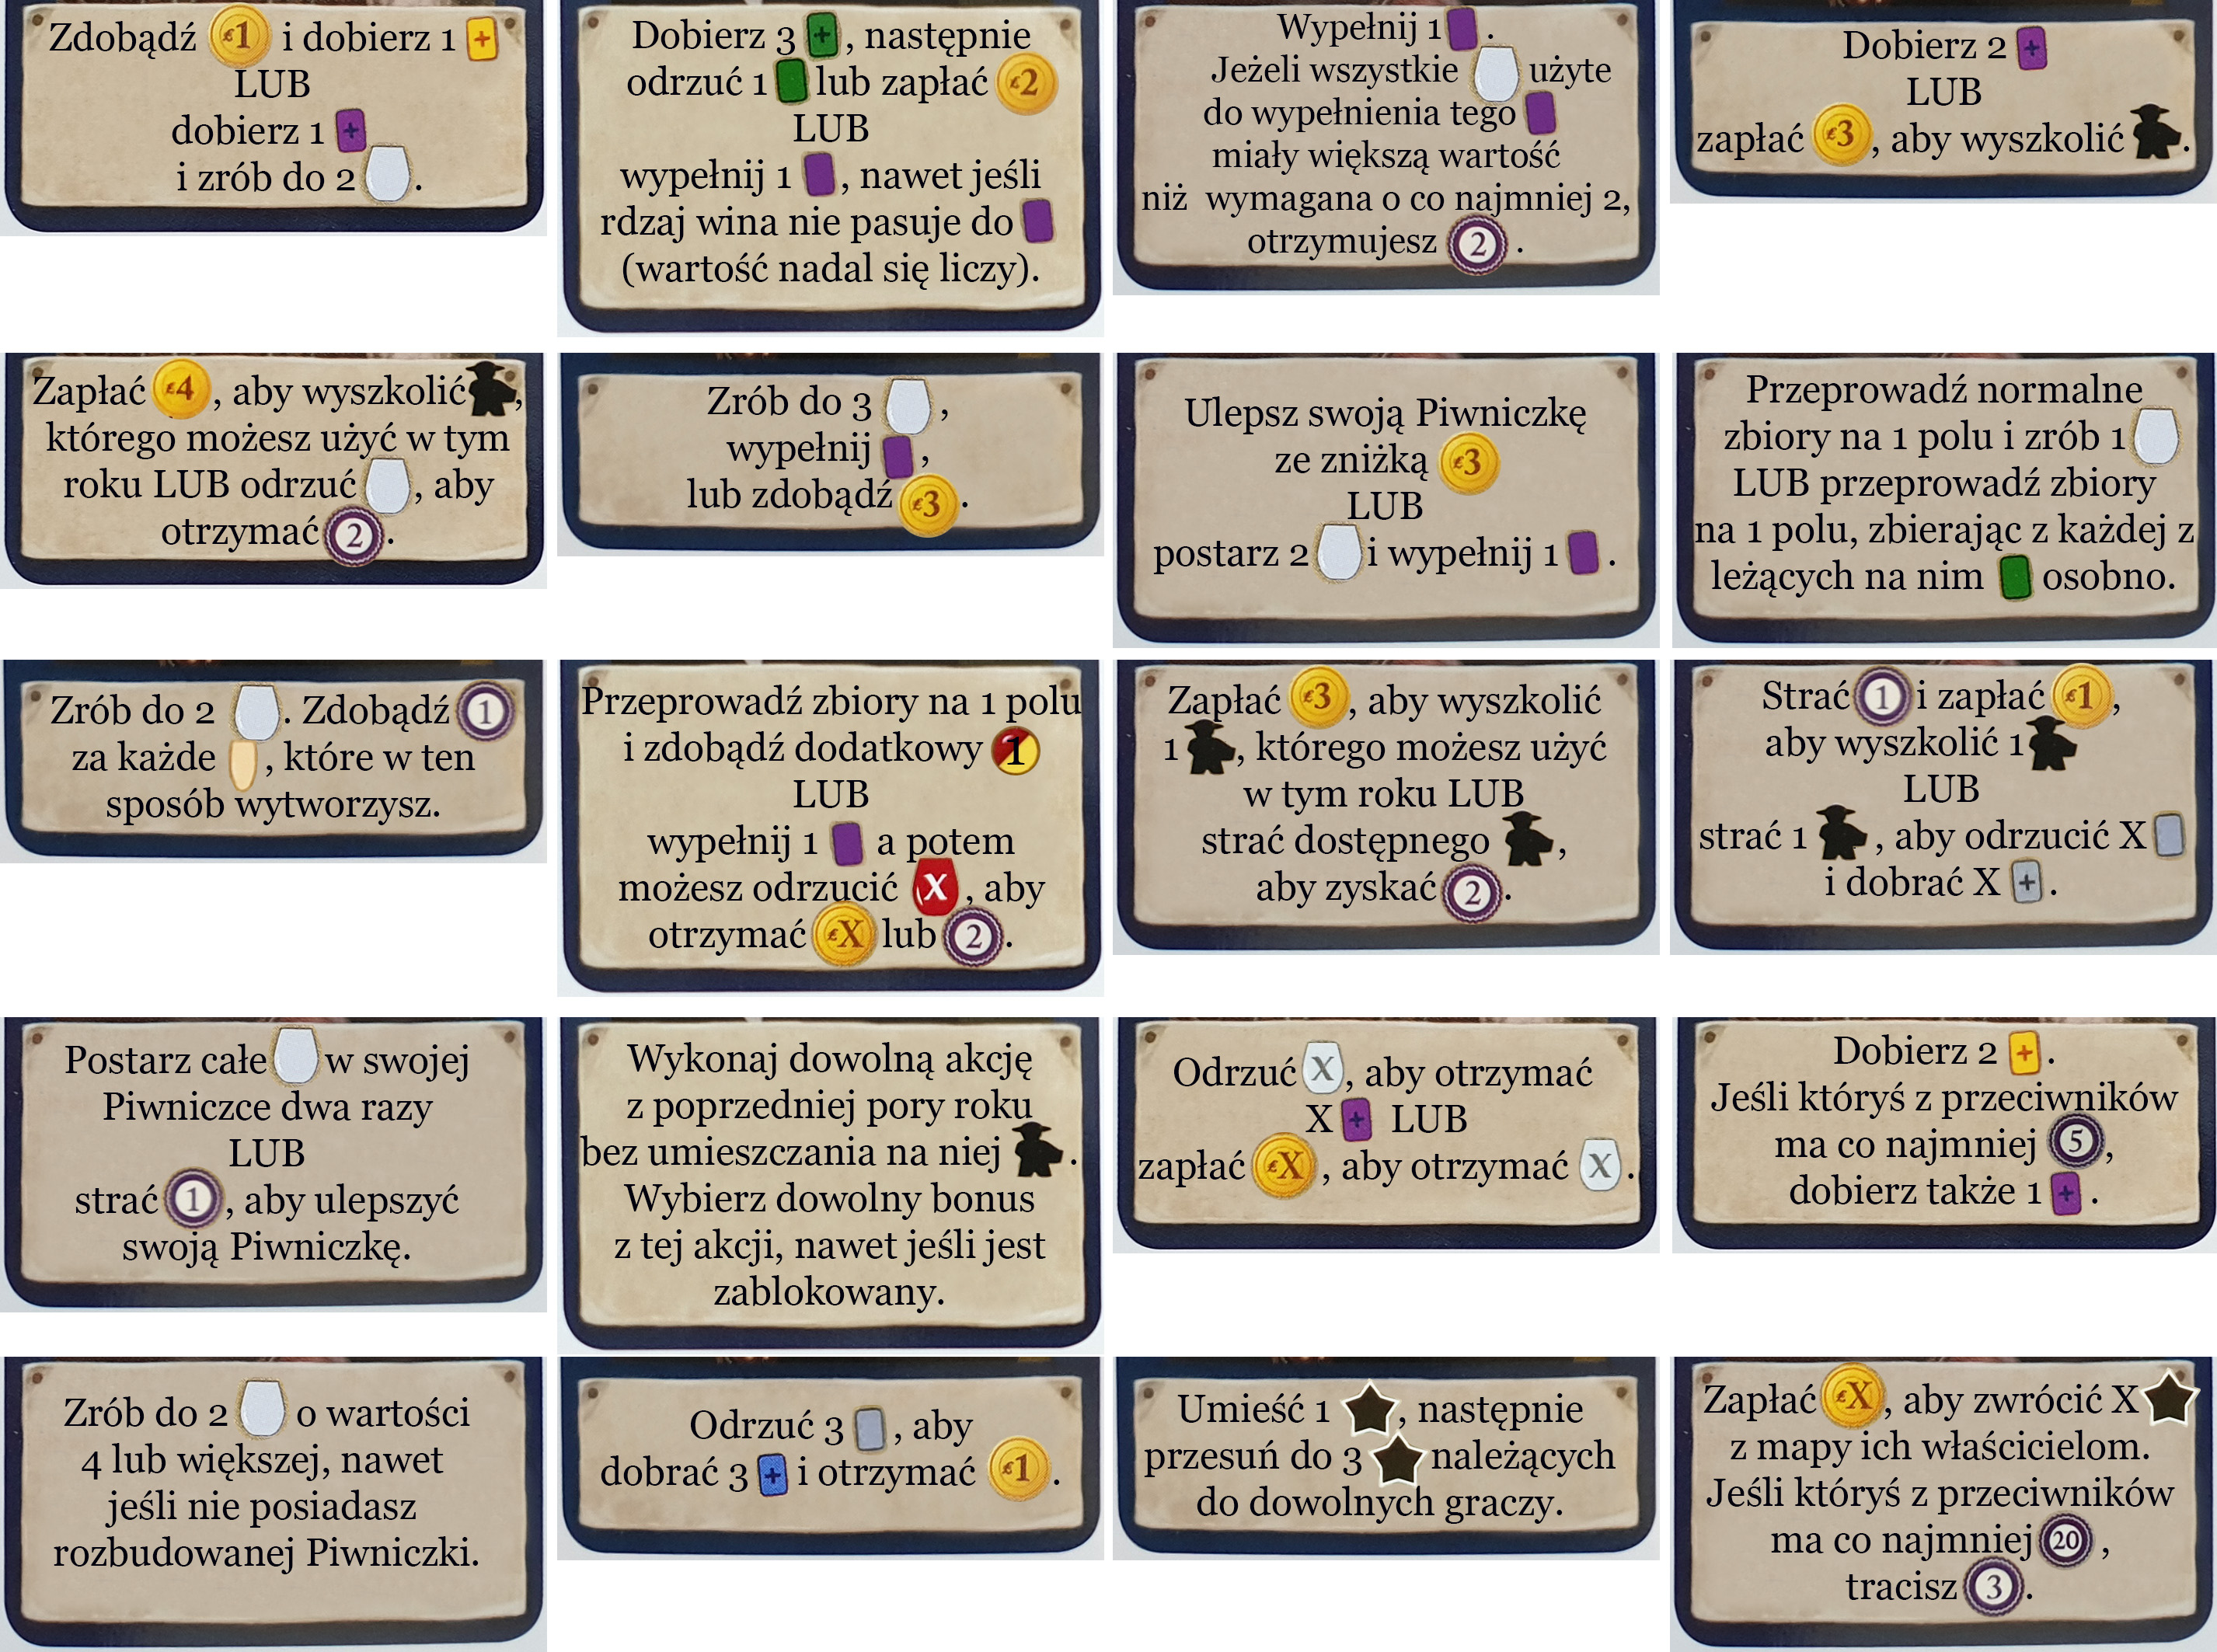 Zdobądź £1 i dobierz 1 +
LUB
dobierz 1 +
i zrób do 2 .
Dobierz 3 + , następnie
odrzuć 1 lub zapłać £2
LUB
wypełnij 1 , nawet jeśli
rdzaj wina nie pasuje do
(wartość nadal się liczy).
Wypełnij 1 .
Jeżeli wszystkie użyte
do wypełnienia tego
miały większą wartość
niż wymagana o co najmniej 2,
otrzymujesz 2 .
Dobierz 2 +
LUB
zapłać £3 , aby wyszkolić .
Zapłać £4 , aby wyszkolić ,
którego możesz użyć w tym
roku LUB odrzuć , aby
otrzymać 2 .
Zrób do 3 ,
wypełnij ,
lub zdobądź £3 .
Ulepsz swoją Piwniczkę
ze zniżką £3
LUB
postarz 2 i wypełnij 1 .
Przeprowadź normalne
zbiory na 1 polu i zrób 1
LUB przeprowadź zbiory
na 1 polu, zbierając z każdej z
leżących na nim osobno.
Zrób do 2 . Zdobądź 1
za każde , które w ten
sposób wytworzysz.
Przeprowadź zbiory na 1 polu
i zdobądź dodatkowy 1
LUB
wypełnij 1 a potem
możesz odrzucić X , aby
otrzymać £X lub 2 .
Zapłać £3 , aby wyszkolić
1 , którego możesz użyć
w tym roku LUB
strać dostępnego ,
aby zyskać 2 .
Strać 1 i zapłać £1 ,
aby wyszkolić 1
LUB
strać 1 , aby odrzucić X
i dobrać X + .
Postarz całe w swojej
Piwniczce dwa razy
LUB
strać 1 , aby ulepszyć
swoją Piwniczkę.
Wykonaj dowolną akcję
z poprzedniej pory roku
bez umieszczania na niej .
Wybierz dowolny bonus
z tej akcji, nawet jeśli jest
zablokowany.
Odrzuć X , aby otrzymać
X + LUB
zapłać £X , aby otrzymać X .
Dobierz 2 + .
Jeśli któryś z przeciwników
ma co najmniej 5 ,
dobierz także 1 + .
Zrób do 2 o wartości
4 lub większej, nawet
jeśli nie posiadasz
rozbudowanej Piwniczki.
Odrzuć 3 , aby
dobrać 3 + i otrzymać £1 .
Umieść 1 , następnie
przesuń do 3 należących
do dowolnych graczy.
Zapłać £X , aby zwrócić X
z mapy ich właścicielom.
Jeśli któryś z przeciwników
ma co najmniej 20 ,
tracisz 3 .